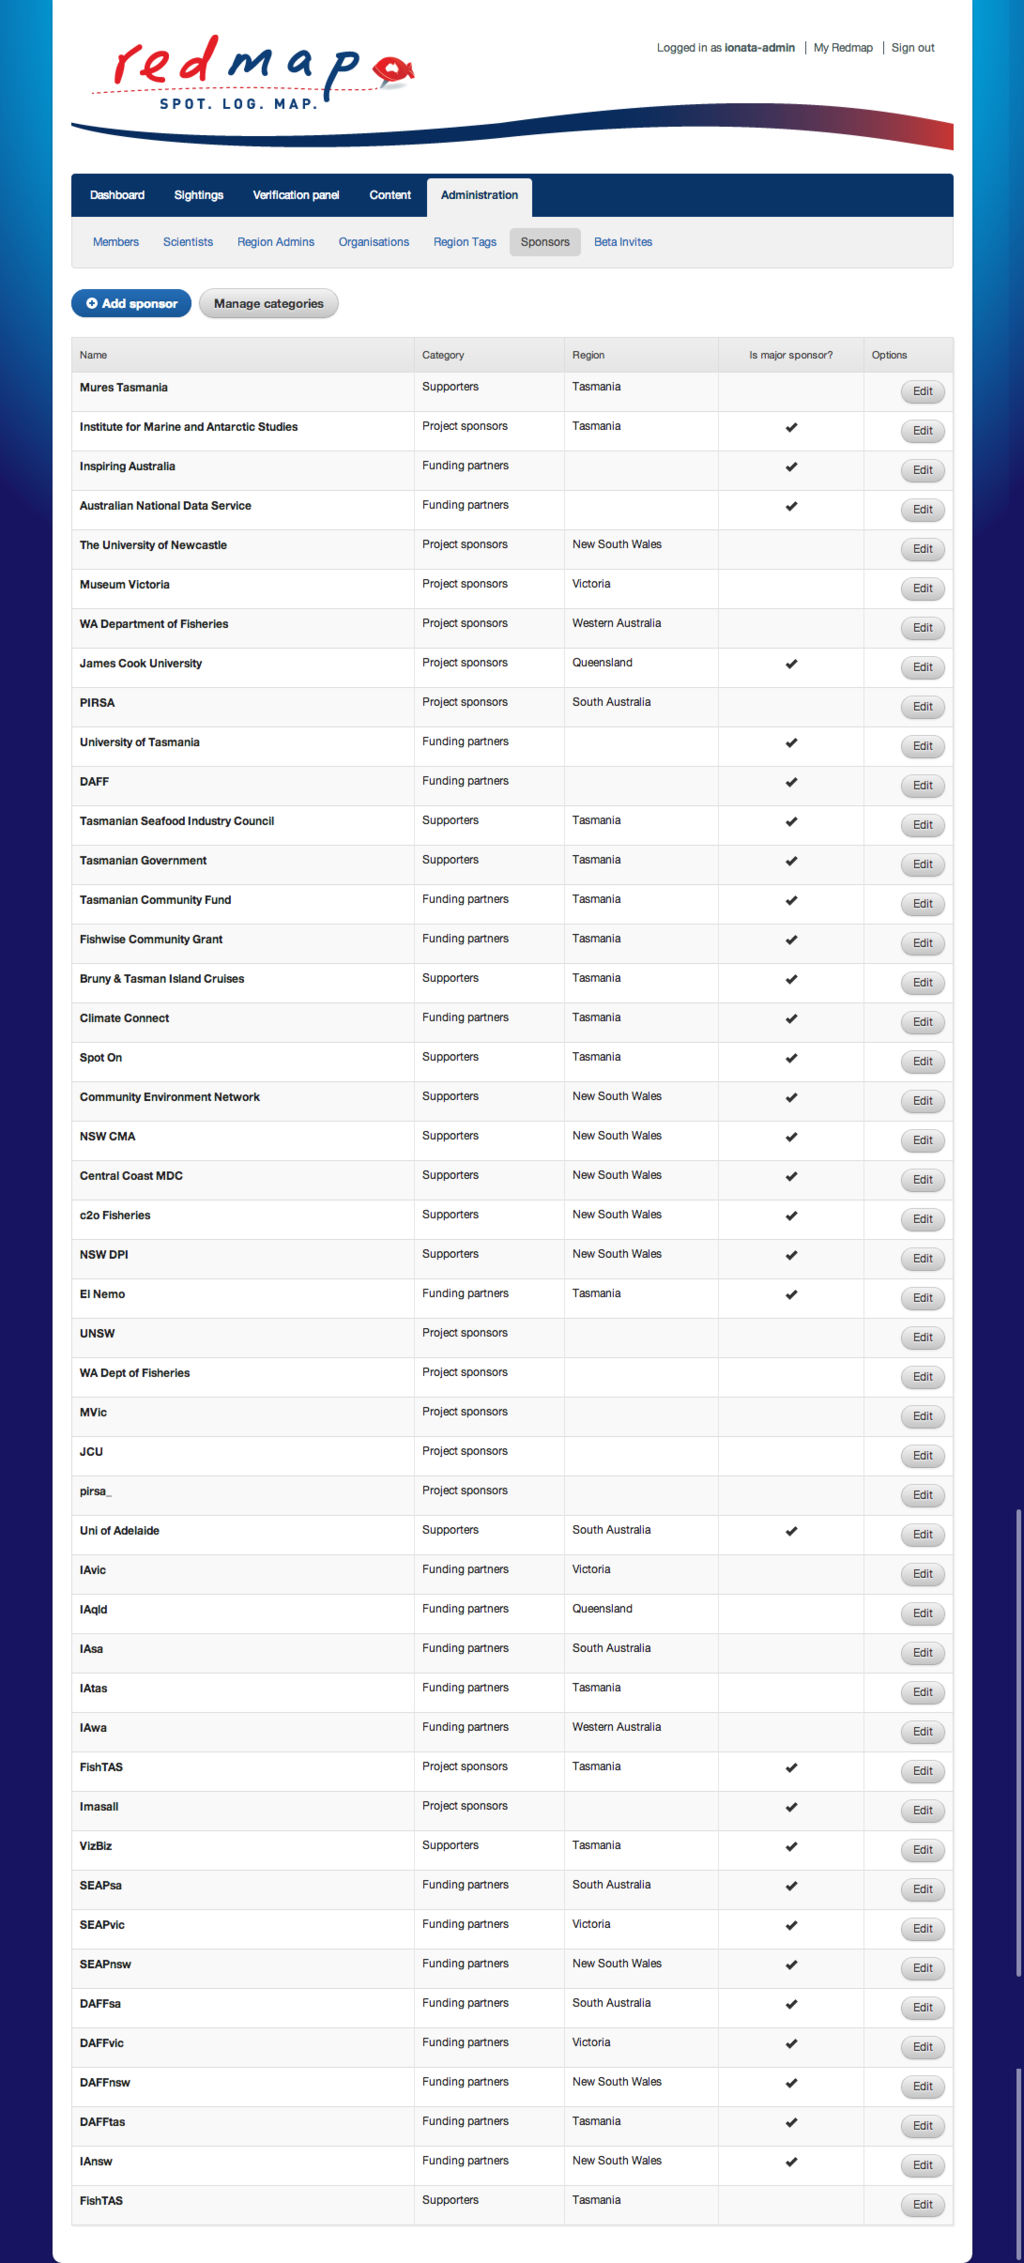 redmap
SPOT. LOG. MAP.
Logged in as ionata-admin | My Redmap | Sign out
Dashboard Sightings Verification panel Content Administration
Members Scientists Region Admins Organisations Region Tags Sponsors Beta Invites
Add sponsor Manage categories
Name Category Region Is major sponsor? Options
Mures Tasmania Supporters Tasmania Edit
Institute for Marine and Antarctic Studies Project sponsors Tasmania ✔ Edit
Inspiring Australia Funding partners ✔ Edit
Australian National Data Service Funding partners ✔ Edit
The University of Newcastle Project sponsors New South Wales Edit
Museum Victoria Project sponsors Victoria Edit
WA Department of Fisheries Project sponsors Western Australia Edit
James Cook University Project sponsors Queensland ✔ Edit
PIRSA Project sponsors South Australia Edit
University of Tasmania Funding partners ✔ Edit
DAFF Funding partners ✔ Edit
Tasmanian Seafood Industry Council Supporters Tasmania ✔ Edit
Tasmanian Government Supporters Tasmania ✔ Edit
Tasmanian Community Fund Funding partners Tasmania ✔ Edit
Fishwise Community Grant Funding partners Tasmania ✔ Edit
Bruny & Tasman Island Cruises Supporters Tasmania ✔ Edit
Climate Connect Funding partners Tasmania ✔ Edit
Spot On Supporters Tasmania ✔ Edit
Community Environment Network Supporters New South Wales ✔ Edit
NSW CMA Supporters New South Wales ✔ Edit
Central Coast MDC Supporters New South Wales ✔ Edit
c2o Fisheries Supporters New South Wales ✔ Edit
NSW DPI Supporters New South Wales ✔ Edit
El Nemo Funding partners Tasmania ✔ Edit
UNSW Project sponsors Edit
WA Dept of Fisheries Project sponsors Edit
MVic Project sponsors Edit
JCU Project sponsors Edit
pirsa_ Project sponsors Edit
Uni of Adelaide Supporters South Australia ✔ Edit
IAvic Funding partners Victoria Edit
IAqld Funding partners Queensland Edit
IAsa Funding partners South Australia Edit
IAtas Funding partners Tasmania Edit
IAwa Funding partners Western Australia Edit
FishTAS Project sponsors Tasmania ✔ Edit
Imasall Project sponsors ✔ Edit
VizBiz Supporters Tasmania ✔ Edit
SEAPsa Funding partners South Australia ✔ Edit
SEAPvic Funding partners Victoria ✔ Edit
SEAPnsw Funding partners New South Wales ✔ Edit
DAFFsa Funding partners South Australia ✔ Edit
DAFFvic Funding partners Victoria ✔ Edit
DAFFnsw Funding partners New South Wales ✔ Edit
DAFFtas Funding partners Tasmania ✔ Edit
IAnsw Funding partners New South Wales ✔ Edit
FishTAS Supporters Tasmania Edit